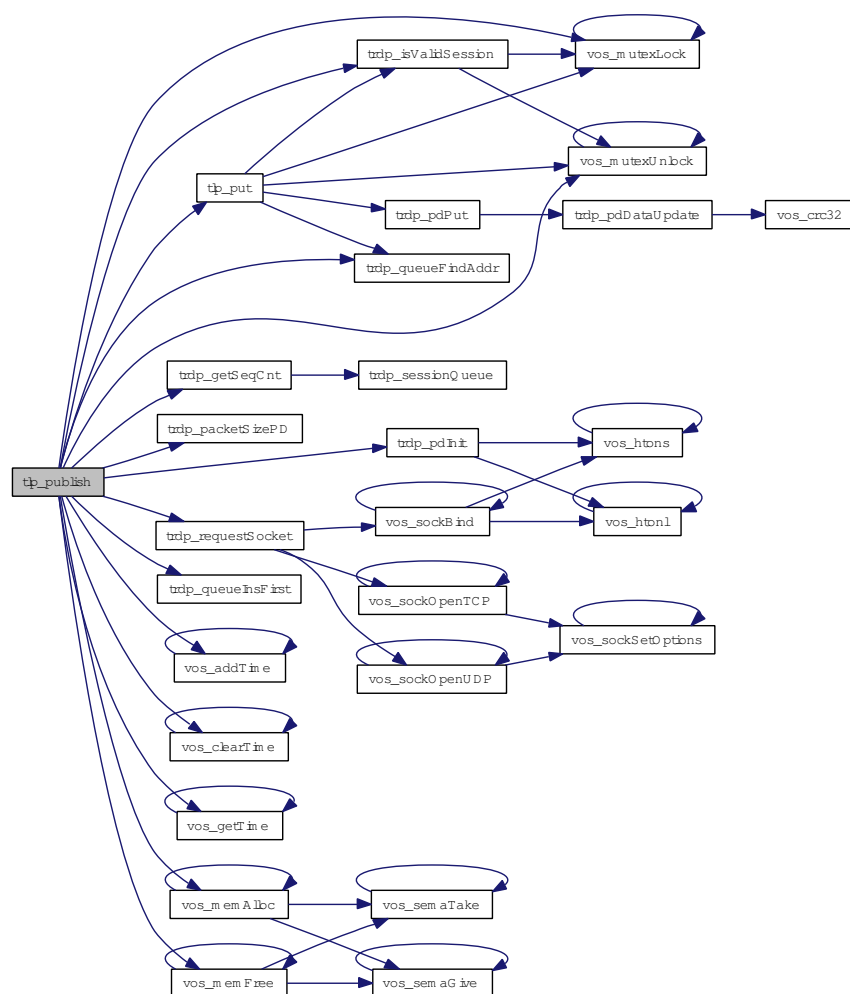 trdp_isValidSession
vos_mutexLock
vos_mutexUnlock
tlp_put
trdp_pdPut
trdp_pdDataUpdate
vos_crc32
trdp_queueFindAddr
trdp_getSeqCnt
trdp_sessionQueue
trdp_packetSizePD
trdp_pdInit
vos_htons
tlp_publish
trdp_requestSocket
vos_sockBind
vos_htonl
trdp_queueInsFirst
vos_sockOpenTCP
vos_sockSetOptions
vos_addTime
vos_sockOpenUDP
vos_clearTime
vos_getTime
vos_memAlloc
vos_semaTake
vos_memFree
vos_semaGive